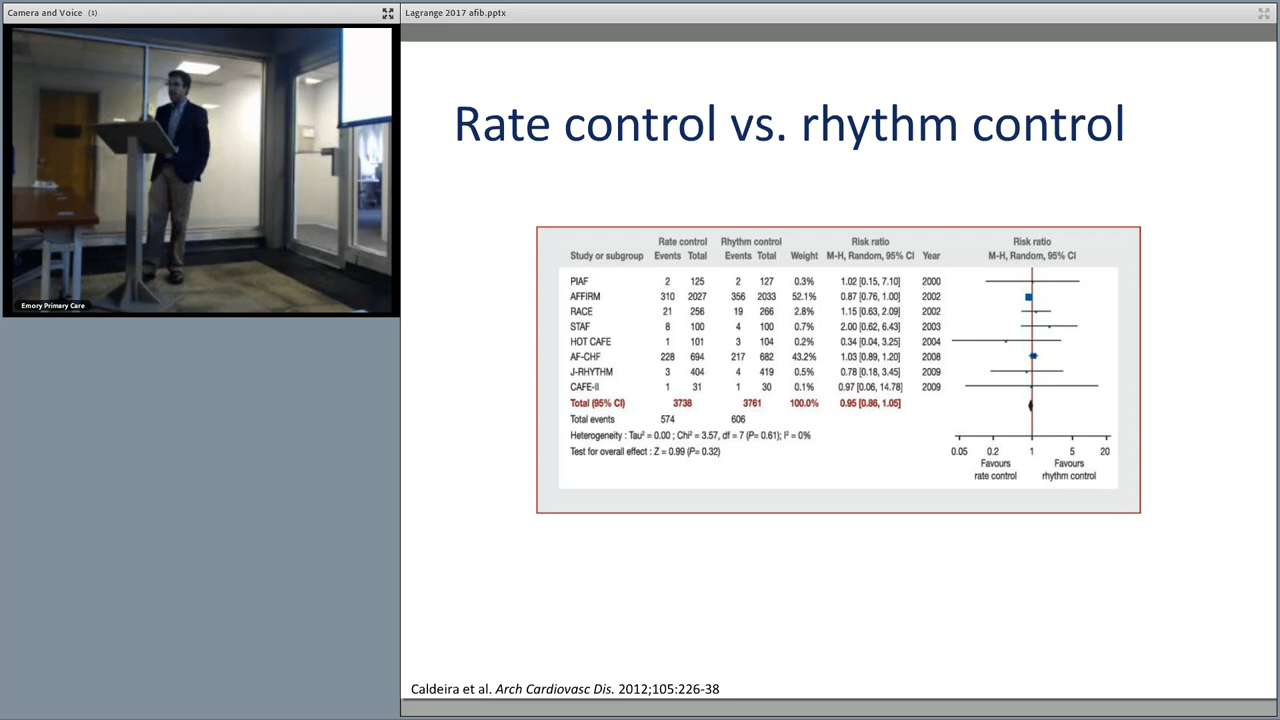 Camera and Voice (1)
Emory Primary Care
Lagrange 2017 afib.pptx
Rate control vs. rhythm control
Rate control Rhythm control Risk ratio Risk ratio
Study or subgroup Events Total Events Total Weight M-H, Random, 95% CI Year M-H, Random, 95% CI
PIAF 2 125 2 127 0.3% 1.02 [0.15, 7.10] 2000
AFFIRM 310 2027 356 2033 52.1% 0.87 [0.76, 1.00] 2002
RACE 21 256 19 266 2.8% 1.15 [0.63, 2.09] 2002
STAF 8 100 4 100 0.7% 2.00 [0.62, 6.43] 2003
HOT CAFE 1 101 3 104 0.2% 0.34 [0.04, 3.25] 2004
AF-CHF 228 694 217 682 43.2% 1.03 [0.89, 1.20] 2008
J-RHYTHM 3 404 4 419 0.5% 0.78 [0.18, 3.45] 2009
CAFE-II 1 31 1 30 0.1% 0.97 [0.06, 14.78] 2009
Total (95% CI) 3738 3761 100.0% 0.95 [0.86, 1.05]
Total events 574 606
Heterogeneity : Tau² = 0.00 ; Chi² = 3.57, df = 7 (P= 0.61); I² = 0%
Test for overall effect : Z = 0.99 (P= 0.32)
0.05 0.2 1 5 20
Favours Favours
rate control rhythm control
Caldeira et al. Arch Cardiovasc Dis. 2012;105:226-38